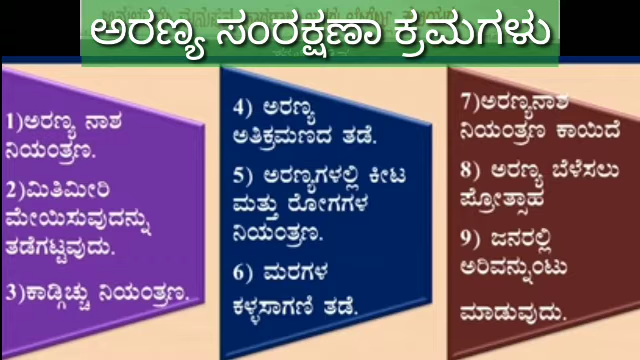 ಅರಣ್ಯ ಸಂರಕ್ಷಣಾ ಕ್ರಮಗಳು
1)ಅರಣ್ಯ ನಾಶ
ನಿಯಂತ್ರಣ.
2)ಮಿತಿಮೀರಿ
ಮೇಯಿಸುವುದನ್ನು
ತಡೆಗಟ್ಟವುದು.
3)ಕಾಡ್ಗಿಚ್ಚು ನಿಯಂತ್ರಣ.
4) ಅರಣ್ಯ
ಅತಿಕ್ರಮಣದ ತಡೆ.
5) ಅರಣ್ಯಗಳಲ್ಲಿ ಕೀಟ
ಮತ್ತು ರೋಗಗಳ
ನಿಯಂತ್ರಣ.
6) ಮರಗಳ
ಕಳ್ಳಸಾಗಣಿ ತಡೆ.
7)ಅರಣ್ಯನಾಶ
ನಿಯಂತ್ರಣ ಕಾಯಿದೆ
8) ಅರಣ್ಯ ಬೆಳೆಸಲು
ಪ್ರೋತ್ಸಾಹ
9) ಜನರಲ್ಲಿ
ಅರಿವನ್ನುಂಟು
ಮಾಡುವುದು.